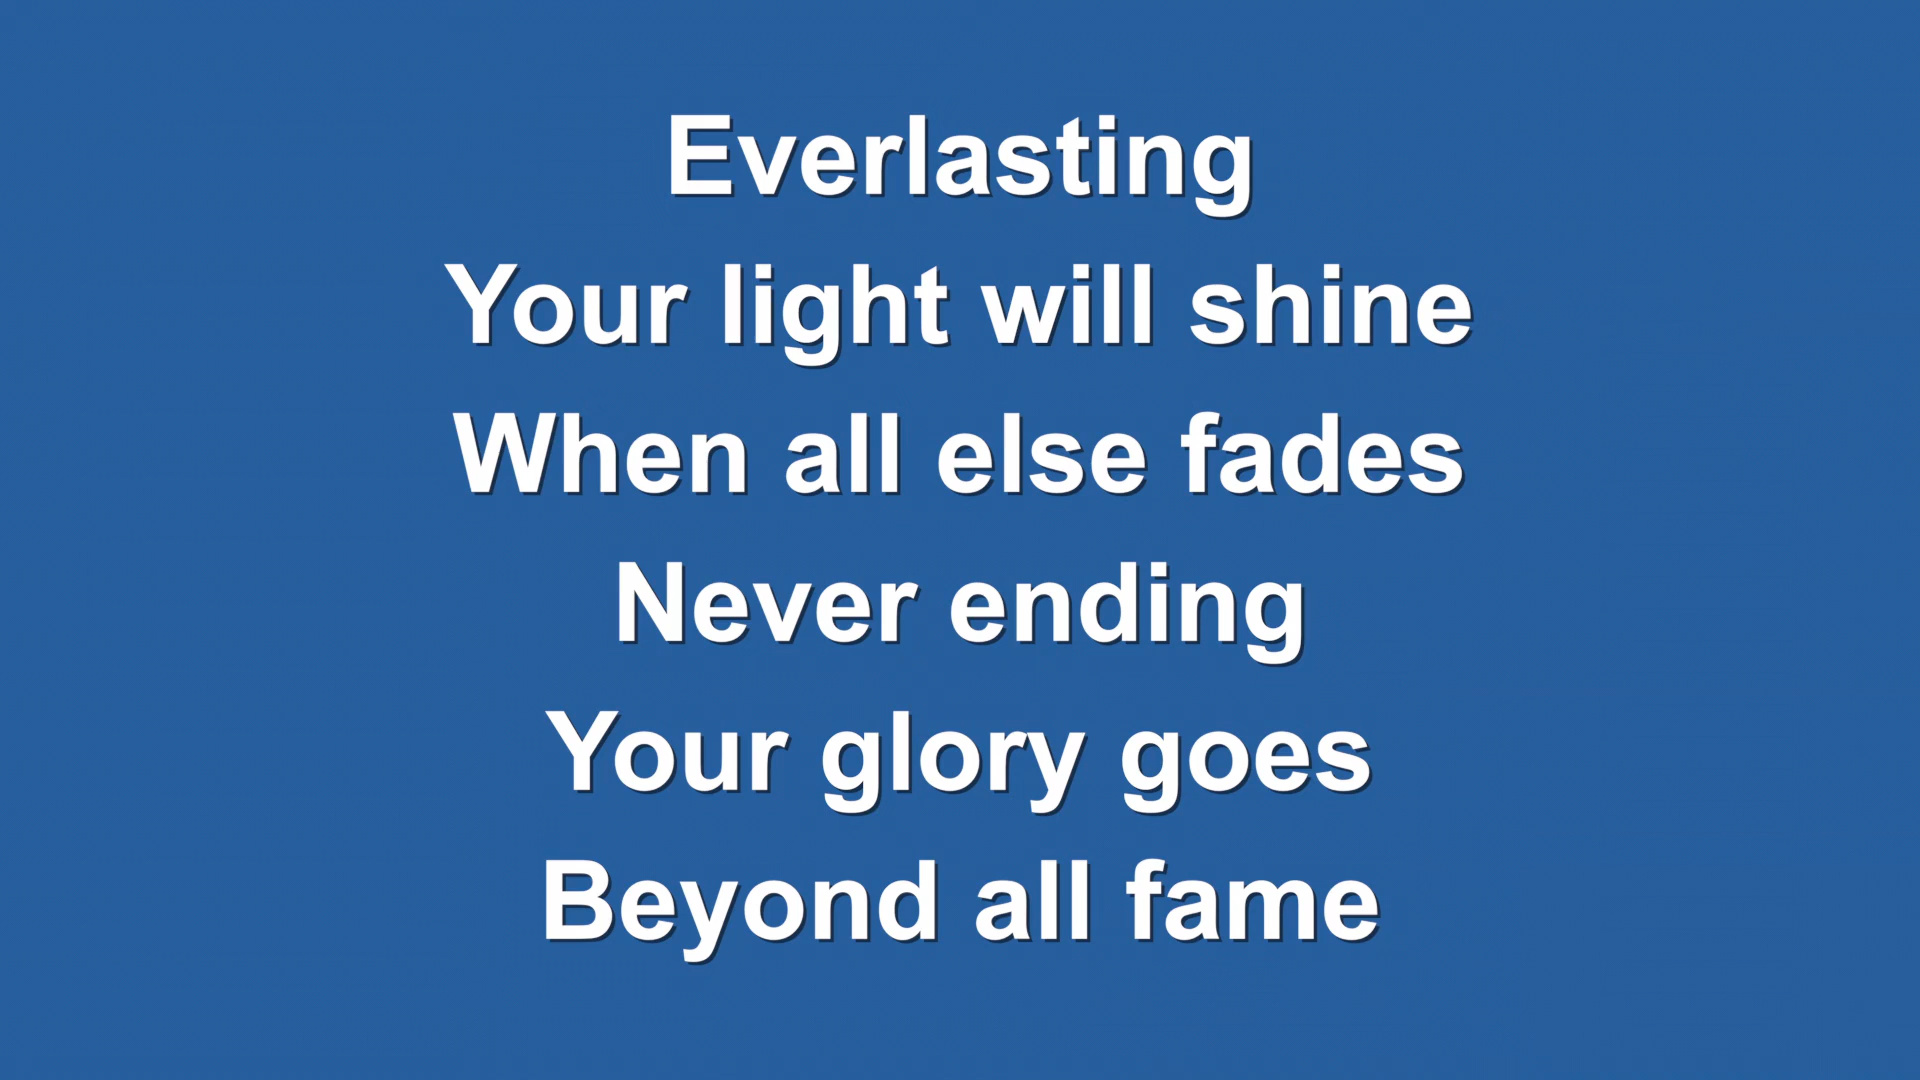 Everlasting
Your light will shine
When all else fades
Never ending
Your glory goes
Beyond all fame